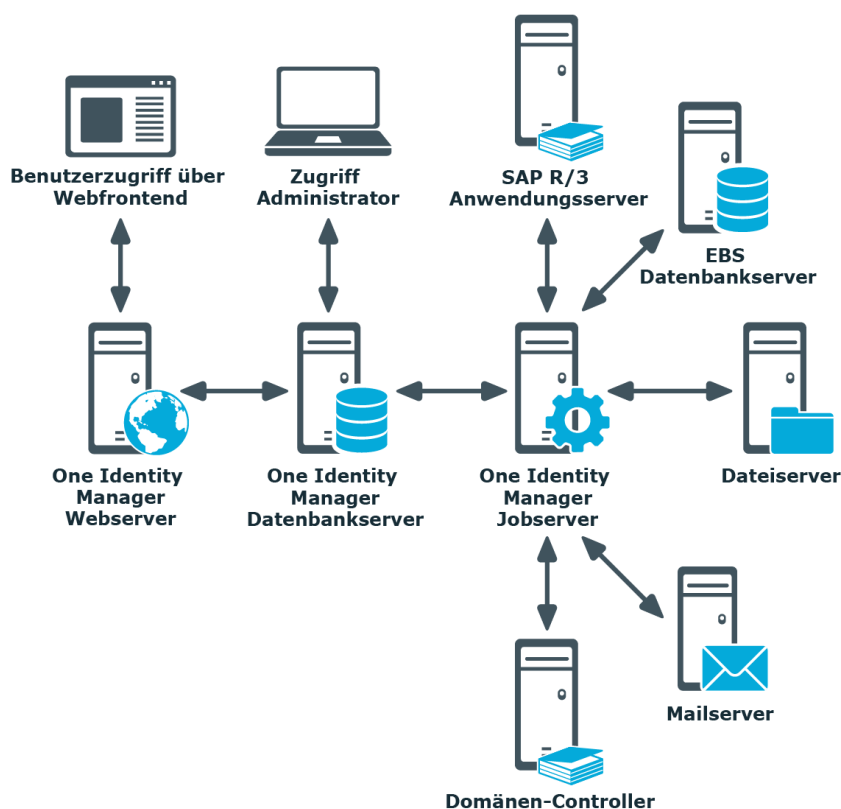 Benutzerzugriff über
Webfrontend
Zugriff
Administrator
SAP R/3
Anwendungsserver
EBS
Datenbankserver
One Identity
Manager
Webserver
One Identity
Manager
Datenbankserver
One Identity
Manager
Jobserver
Dateiserver
Mailserver
Domänen-Controller